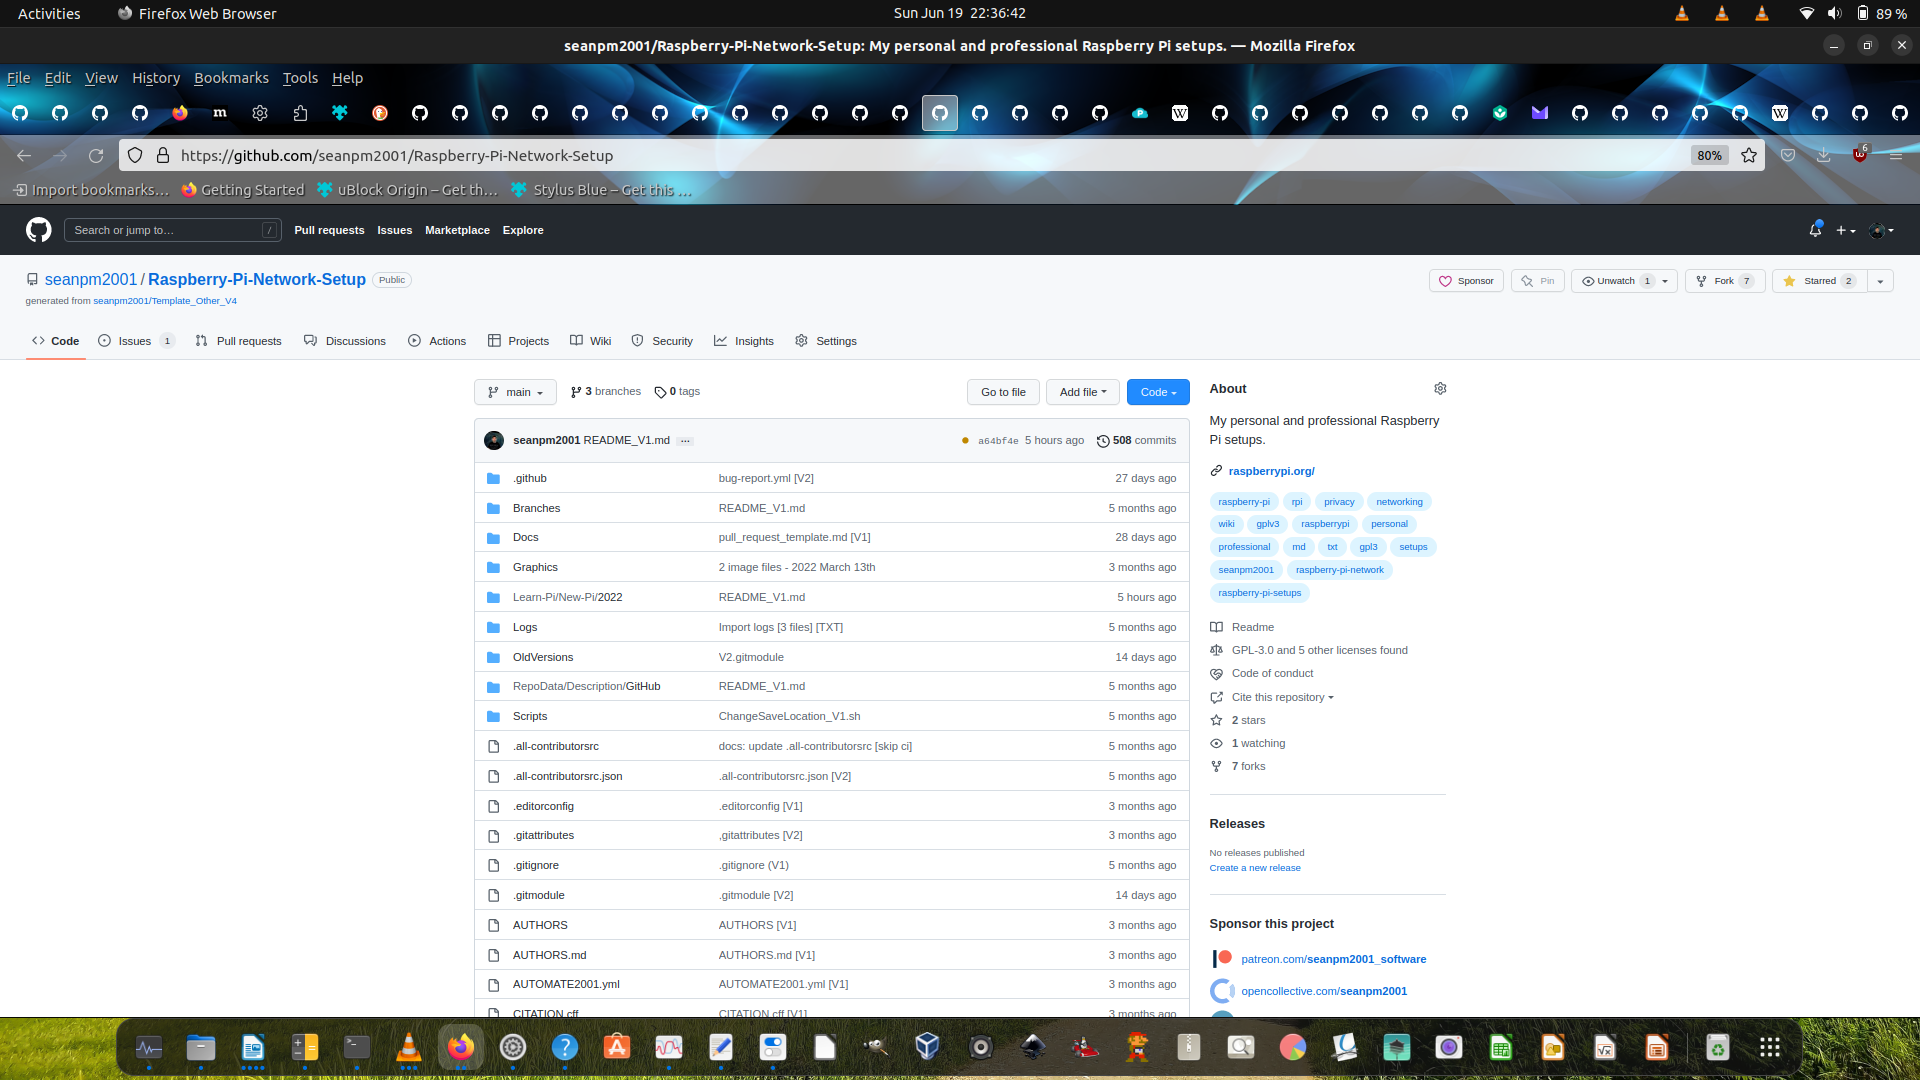 Activities Firefox Web Browser Sun Jun 19 22:36:42 89 %
seanpm2001/Raspberry-Pi-Network-Setup: My personal and professional Raspberry Pi setups. — Mozilla Firefox
File Edit View History Bookmarks Tools Help
https://github.com/seanpm2001/Raspberry-Pi-Network-Setup 80% 6
Import bookmarks… Getting Started uBlock Origin – Get th… Stylus Blue – Get this …
Search or jump to… / Pull requests Issues Marketplace Explore
seanpm2001 / Raspberry-Pi-Network-Setup Public Sponsor Pin Unwatch 1 Fork 7 Starred 2
generated from seanpm2001/Template_Other_V4
Code Issues 1 Pull requests Discussions Actions Projects Wiki Security Insights Settings
main 3 branches 0 tags Go to file Add file Code
seanpm2001 README_V1.md ... a64bf4e 5 hours ago 508 commits
.github bug-report.yml [V2] 27 days ago
Branches README_V1.md 5 months ago
Docs pull_request_template.md [V1] 28 days ago
Graphics 2 image files - 2022 March 13th 3 months ago
Learn-Pi/New-Pi/2022 README_V1.md 5 hours ago
Logs Import logs [3 files] [TXT] 5 months ago
OldVersions V2.gitmodule 14 days ago
RepoData/Description/GitHub README_V1.md 5 months ago
Scripts ChangeSaveLocation_V1.sh 5 months ago
.all-contributorsrc docs: update .all-contributorsrc [skip ci] 5 months ago
.all-contributorsrc.json .all-contributorsrc.json [V2] 5 months ago
.editorconfig .editorconfig [V1] 3 months ago
.gitattributes ,gitattributes [V2] 3 months ago
.gitignore .gitignore (V1) 5 months ago
.gitmodule .gitmodule [V2] 14 days ago
AUTHORS AUTHORS [V1] 3 months ago
AUTHORS.md AUTHORS.md [V1] 3 months ago
AUTOMATE2001.yml AUTOMATE2001.yml [V1] 3 months ago
CITATION.cff CITATION.cff [V1] 3 months ago
About
My personal and professional Raspberry
Pi setups.
raspberrypi.org/
raspberry-pi rpi privacy networking
wiki gplv3 raspberrypi personal
professional md txt gpl3 setups
seanpm2001 raspberry-pi-network
raspberry-pi-setups
Readme
GPL-3.0 and 5 other licenses found
Code of conduct
Cite this repository
2 stars
1 watching
7 forks
Releases
No releases published
Create a new release
Sponsor this project
patreon.com/seanpm2001_software
opencollective.com/seanpm2001